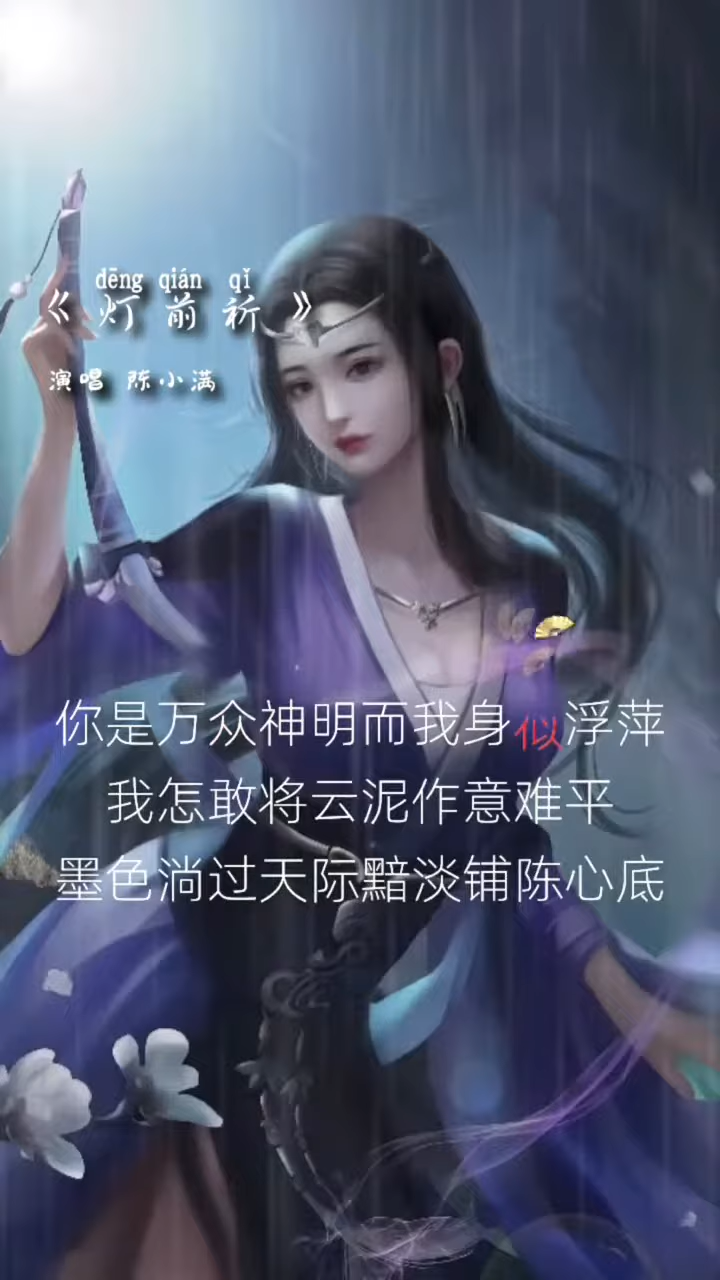 dēng qián qǐ
《灯前祈》
演唱 陈小满
你是万众神明而我身似浮萍
我怎敢将云泥作意难平
墨色淌过天际黯淡铺陈心底